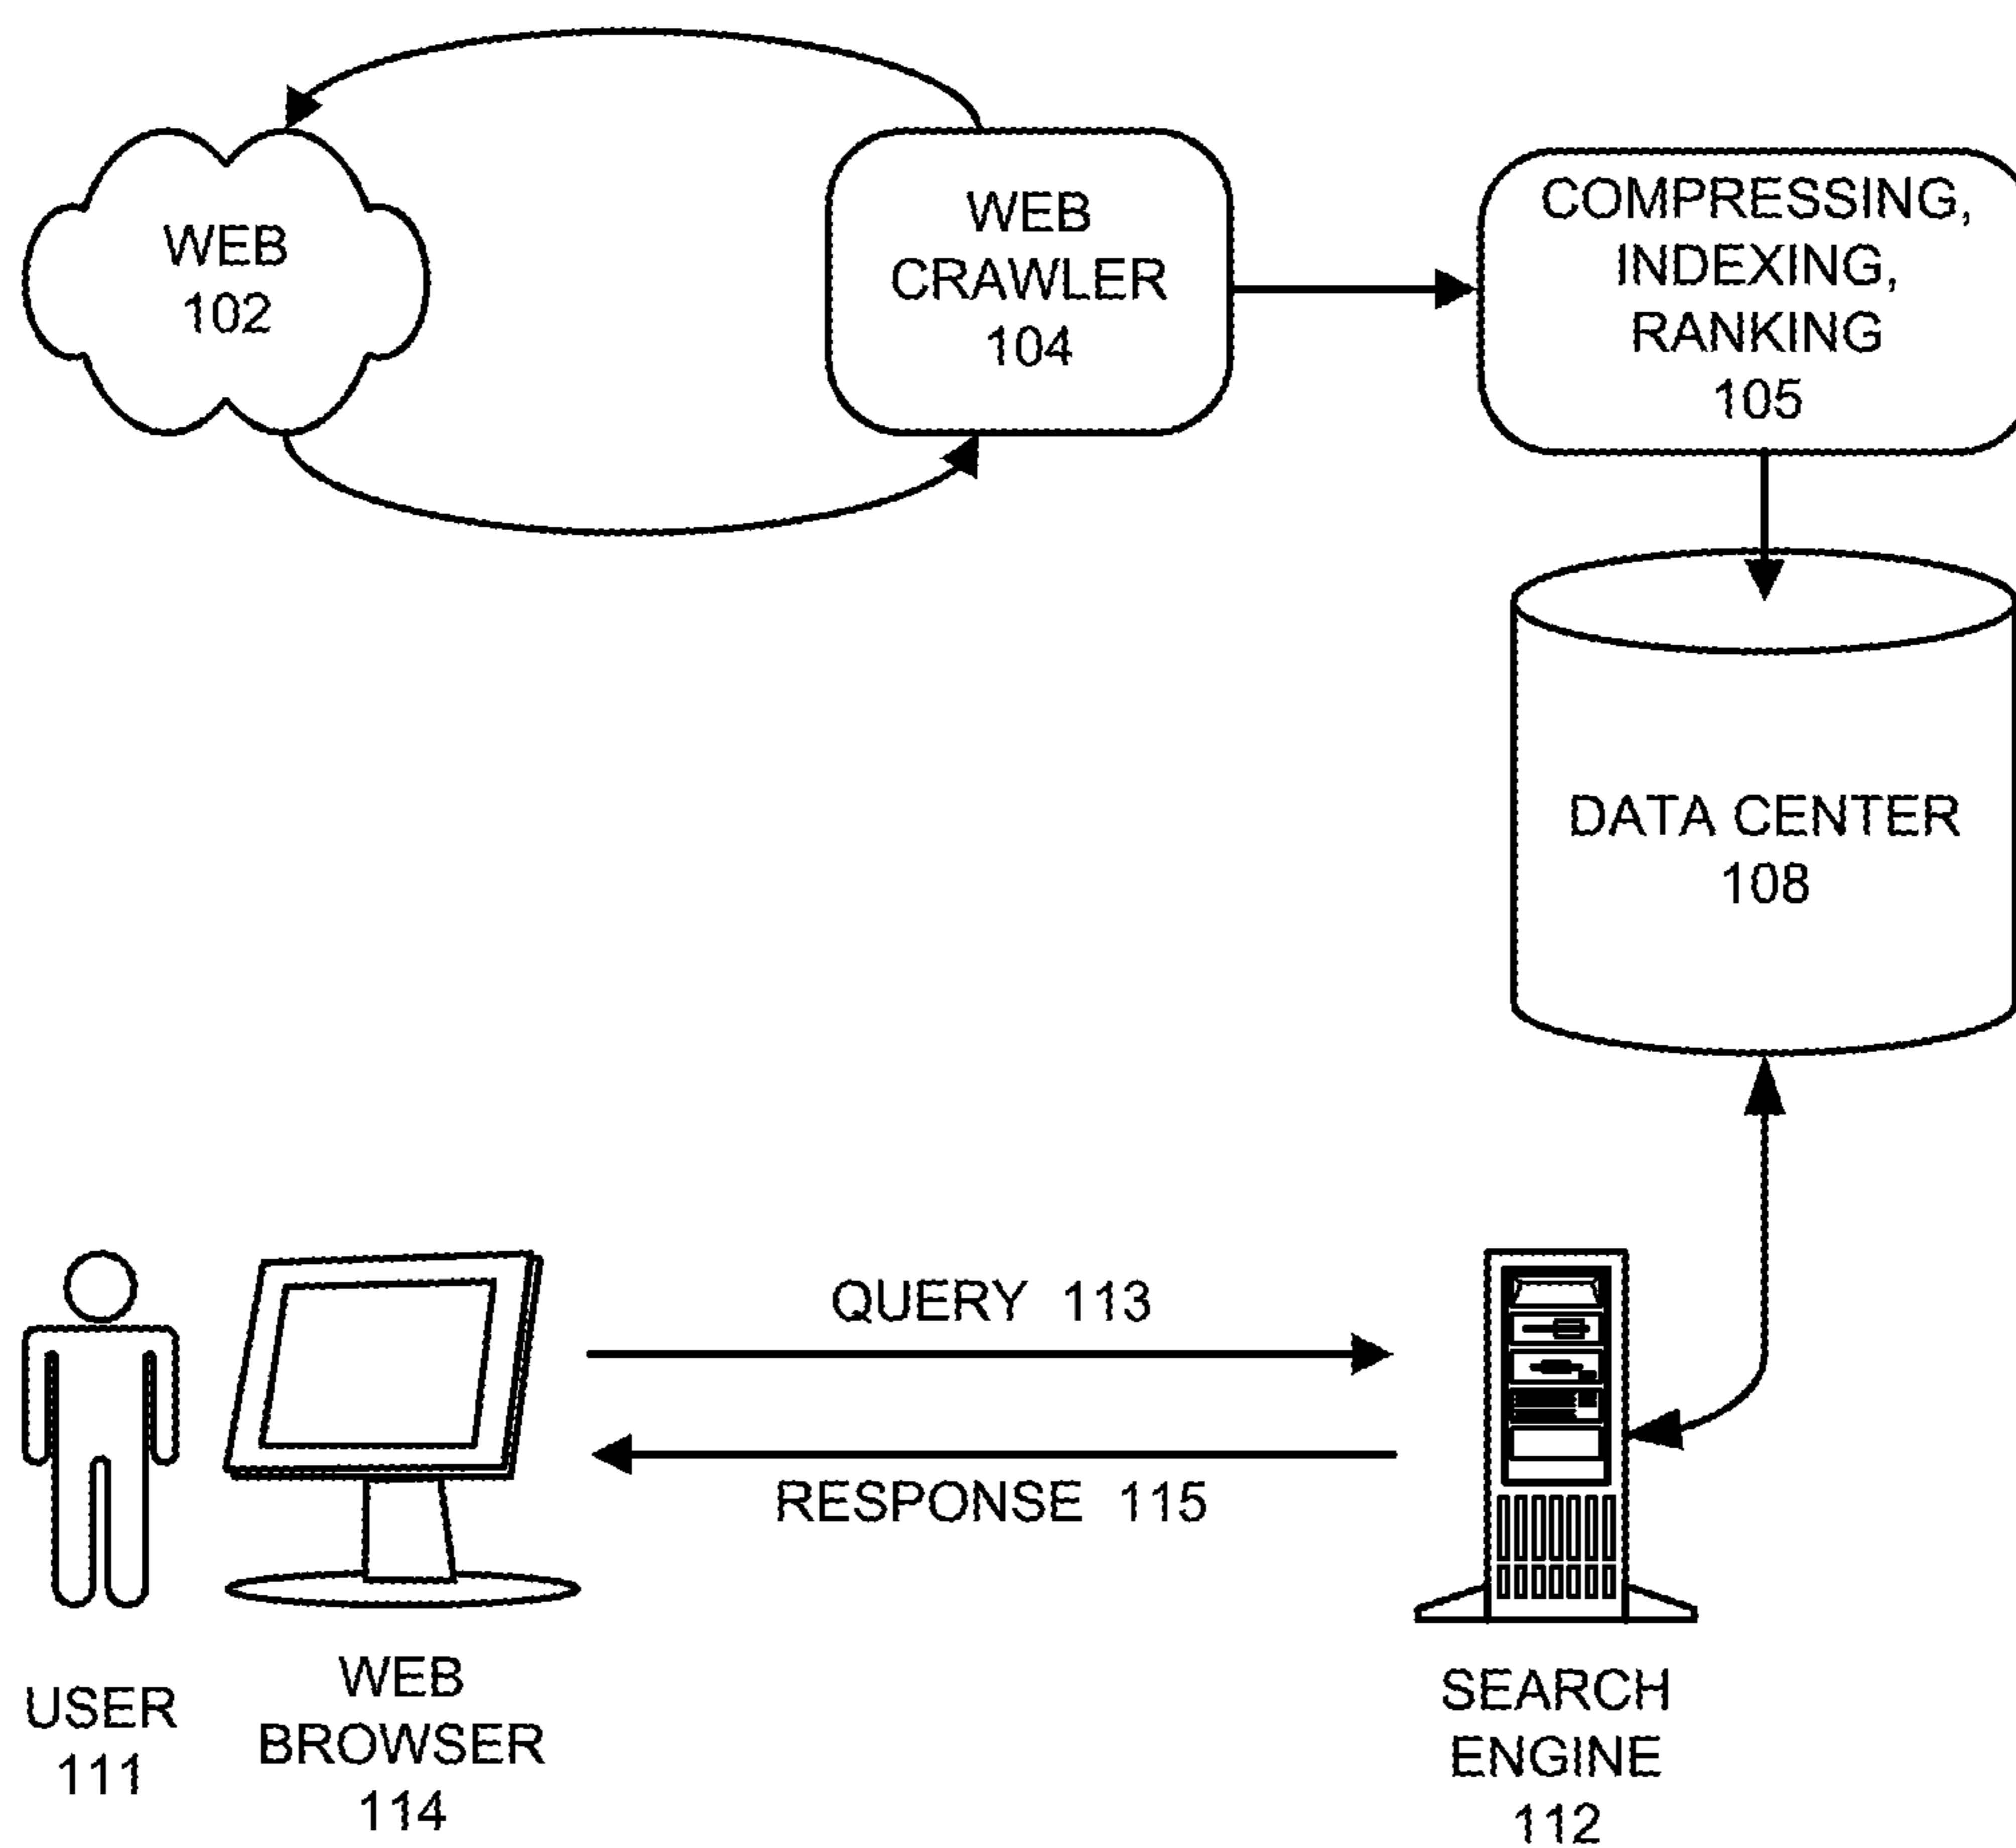 WEB
102
WEB
CRAWLER
104
COMPRESSING,
INDEXING,
RANKING
105
DATA CENTER
108
QUERY 113
RESPONSE 115
USER
111
WEB
BROWSER
114
SEARCH
ENGINE
112